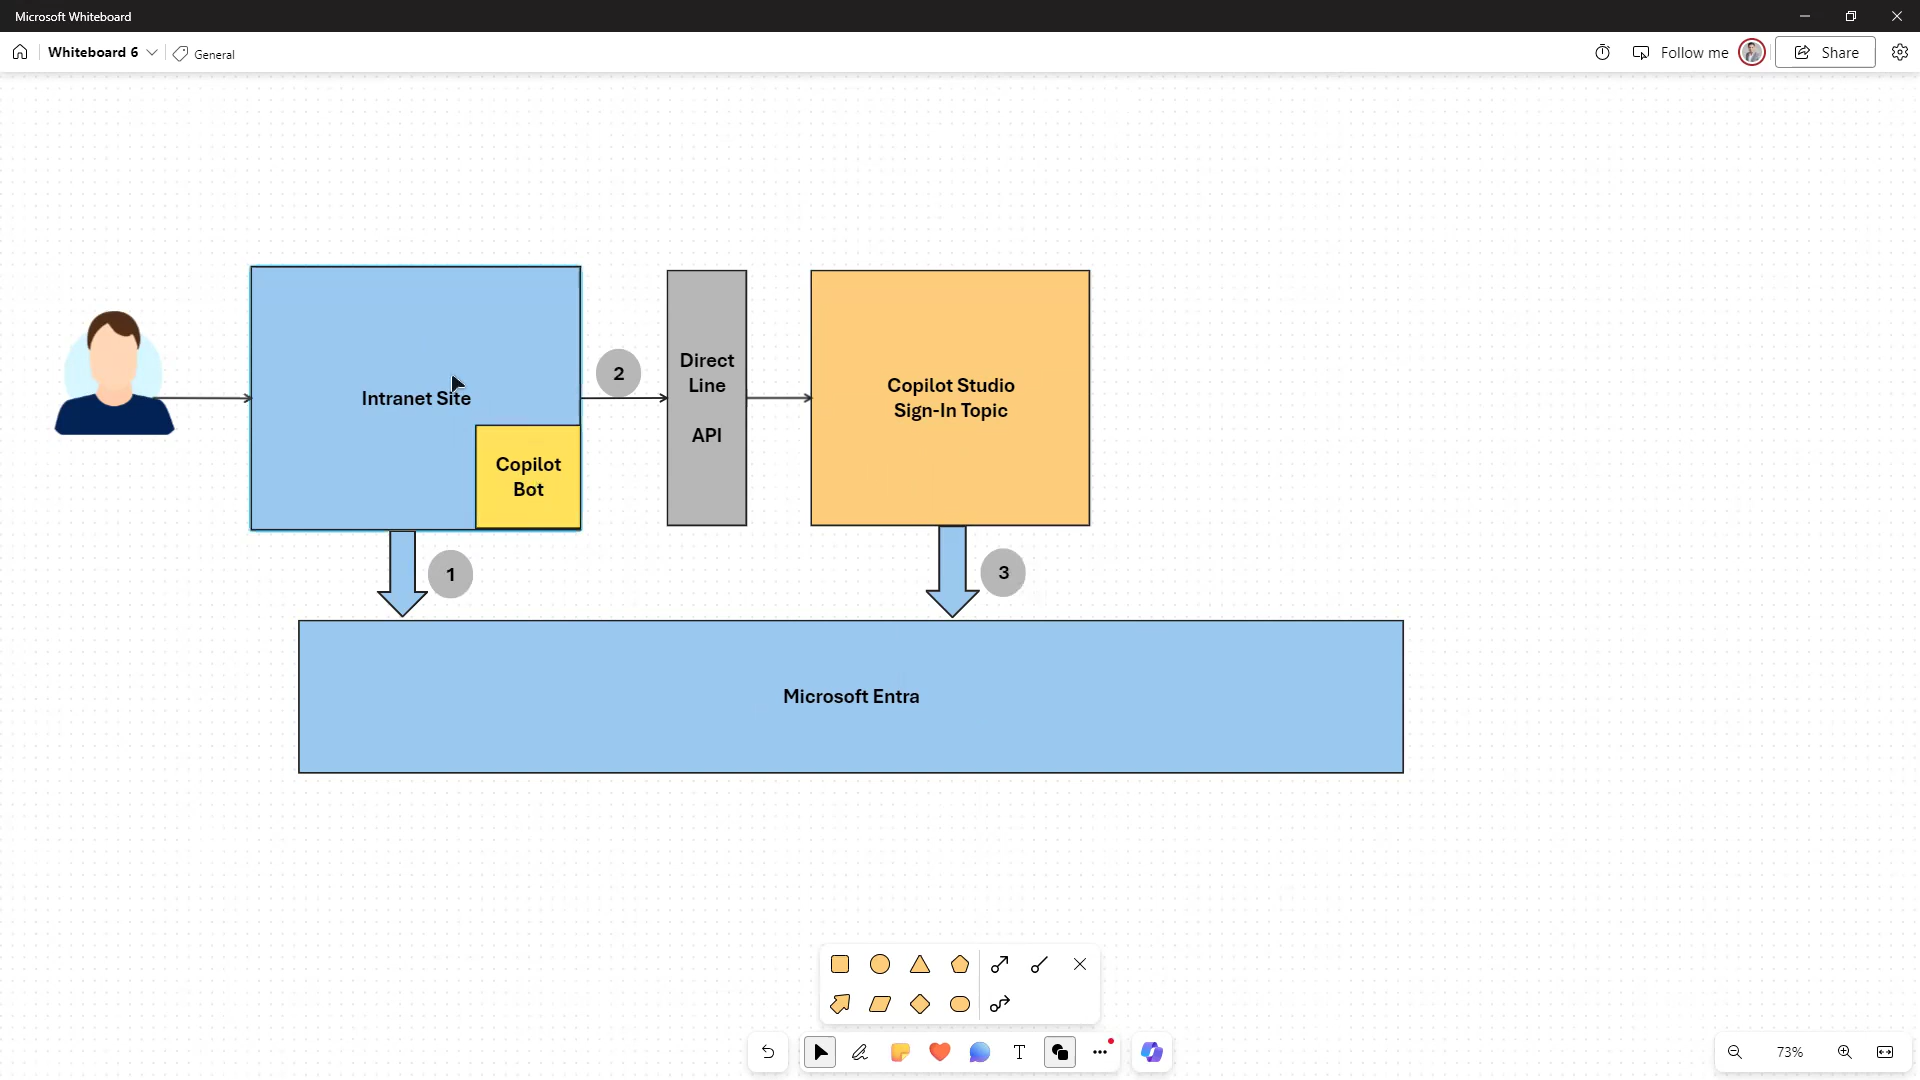 Microsoft Whiteboard
Whiteboard 6
General
Follow me
Share
Intranet Site
Copilot
Bot
2
Direct
Line
API
Copilot Studio
Sign-In Topic
1
3
Microsoft Entra
T
73%